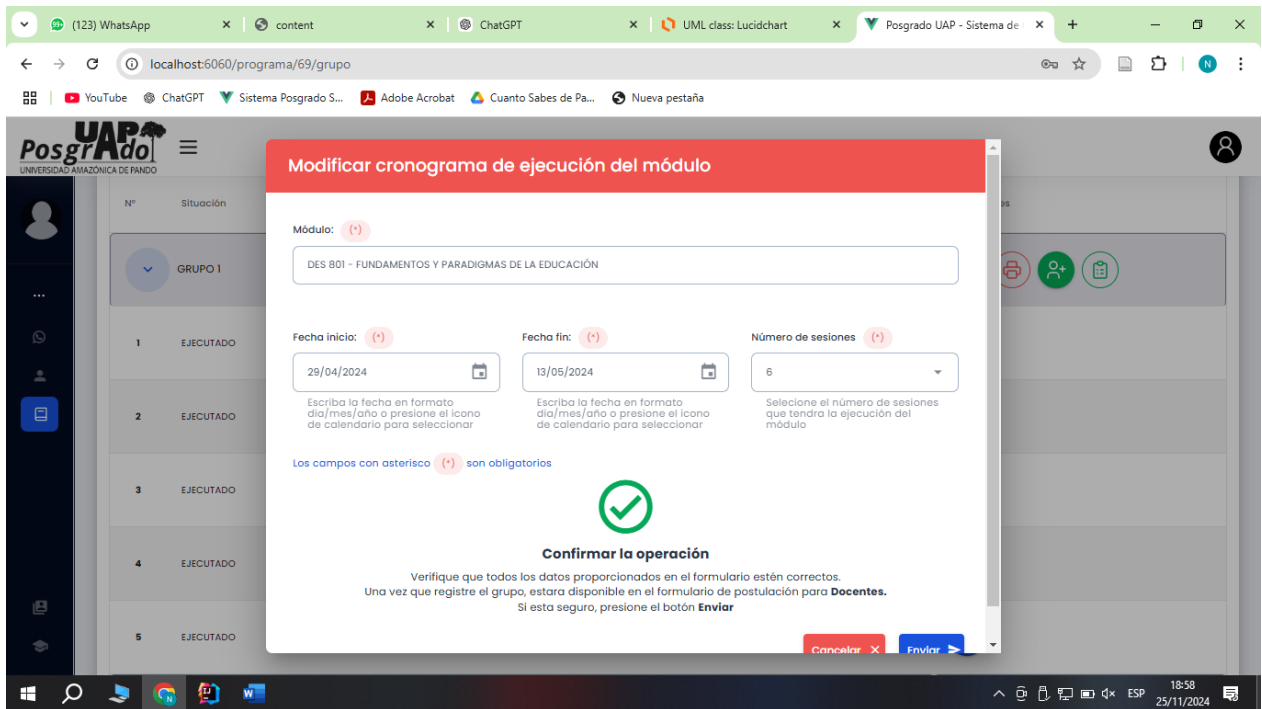 (123) WhatsApp
content
ChatGPT
UML class: Lucidchart
Posgrado UAP - Sistema de
localhost:6060/programa/69/grupo
N
YouTube
ChatGPT
Sistema Posgrado S...
Adobe Acrobat
Cuanto Sabes de Pa...
Nueva pestaña
UAP
Posgrado
UNIVERSIDAD AMAZÓNICA DE PANDO
Modificar cronograma de ejecución del módulo
N°
Situación
es
Módulo: (*)
DES 801 - FUNDAMENTOS Y PARADIGMAS DE LA EDUCACIÓN
GRUPO 1
Fecha inicio: (*)
Fecha fin: (*)
Número de sesiones (*)
1
EJECUTADO
29/04/2024
13/05/2024
6
Escriba la fecha en formato
dia/mes/año o presione el icono
de calendario para seleccionar
Escriba la fecha en formato
dia/mes/año o presione el icono
de calendario para seleccionar
Selecione el número de sesiones
que tendra la ejecución del
módulo
2
EJECUTADO
Los campos con asterisco (*) son obligatorios
3
EJECUTADO
Confirmar la operación
4
EJECUTADO
Verifique que todos los datos proporcionados en el formulario estén correctos.
Una vez que registre el grupo, estara disponible en el formulario de postulación para Docentes.
Si esta seguro, presione el botón Enviar
5
EJECUTADO
Cancelar
Enviar
ESP
18:58
25/11/2024